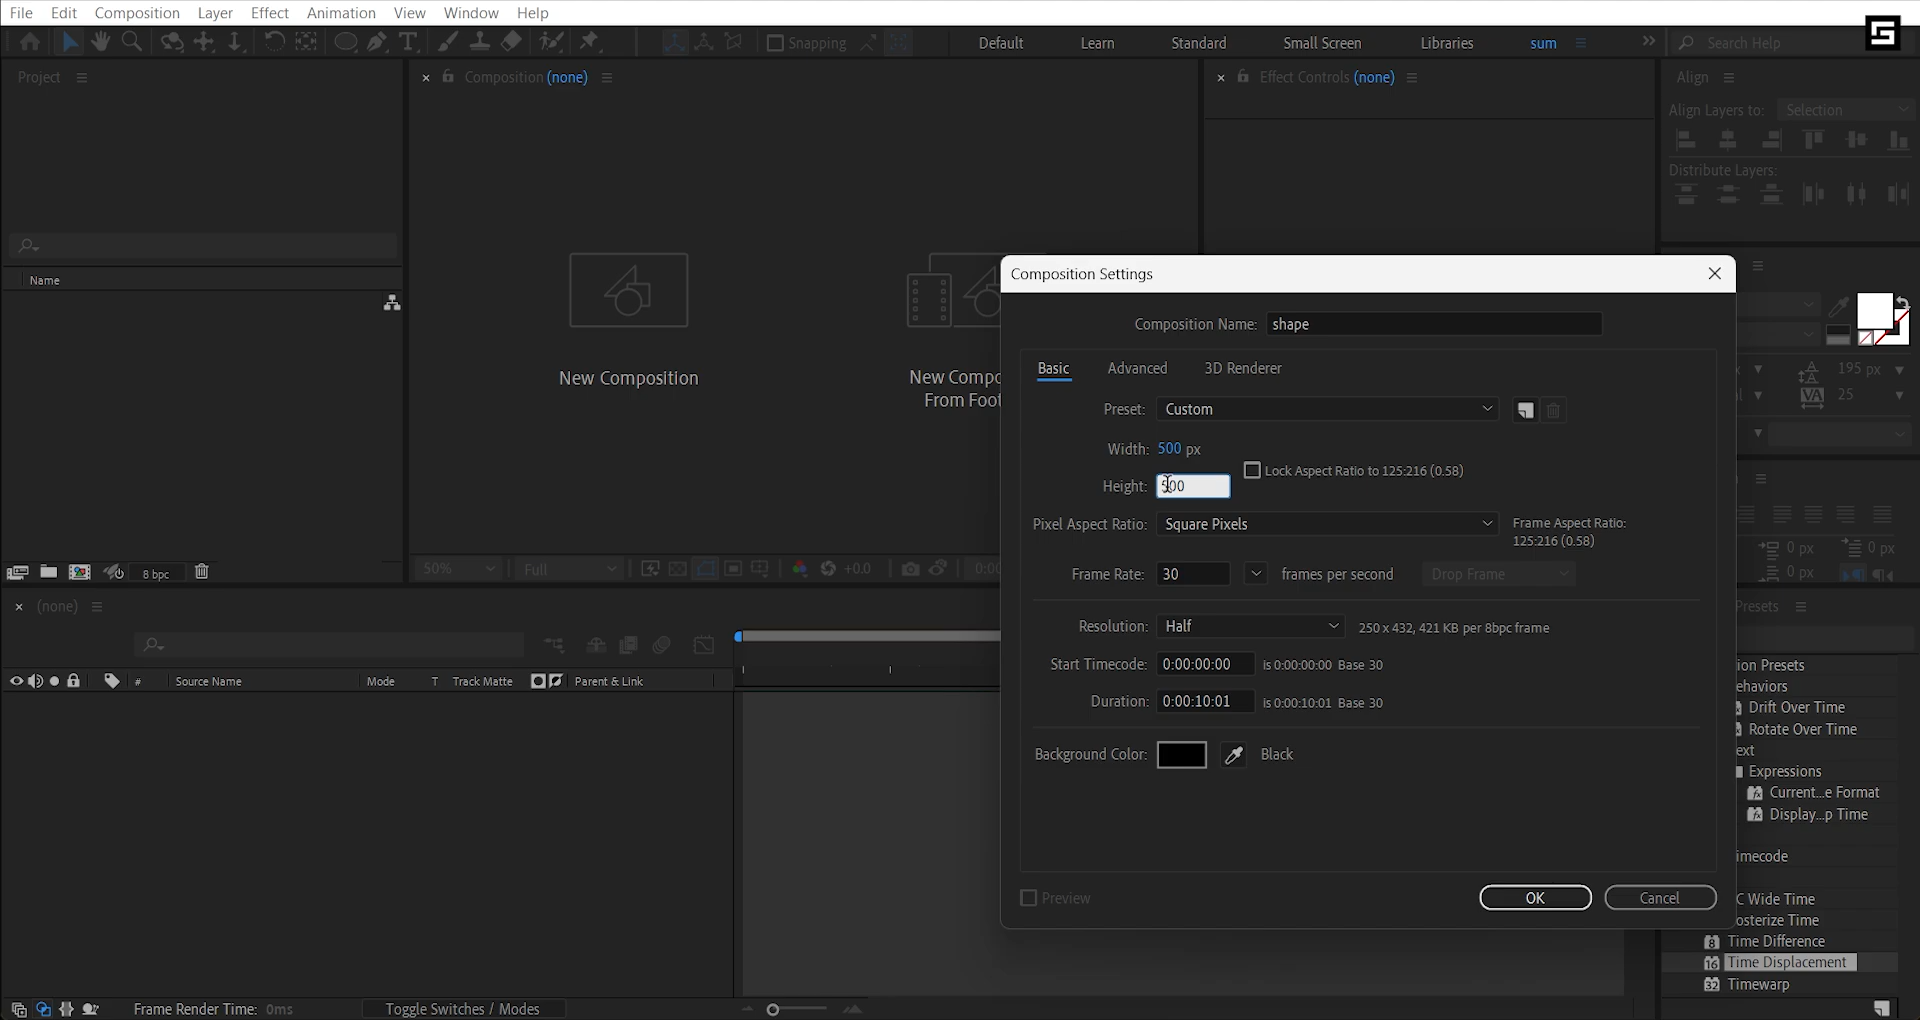 File Edit Composition Layer Effect Animation View Window Help
Snapping Default Learn Standard Small Screen Libraries sum Search Help
Project
Composition (none)
Effect Controls (none)
Align
Align Layers to: Selection
Distribute Layers:
Name
New Composition
New Compo
From Foot
Composition Settings
Composition Name: shape
Basic Advanced 3D Renderer
Preset: Custom
Width: 500 px
Lock Aspect Ratio to 125:216 (0.58)
Height: 500
Pixel Aspect Ratio: Square Pixels
Frame Aspect Ratio:
125:216 (0.58)
Frame Rate: 30 frames per second Drop Frame
Resolution: Half 250 x 432, 421 KB per 8bpc frame
Start Timecode: 0:00:00:00 is 0:00:00:00 Base 30
Duration: 0:00:10:01 is 0:00:10:01 Base 30
Background Color: Black
Preview OK Cancel
195 px
VA 25
0 px 0 px
0 px
8 bpc
50% Full +0.0 0:00
(none)
# Source Name Mode T Track Matte Parent & Link
Presets
ion Presets
ehaviors
Drift Over Time
Rotate Over Time
ext
Expressions
Current...e Format
Display...p Time
imecode
C Wide Time
osterize Time
8 Time Difference
16 Time Displacement
32 Timewarp
Frame Render Time: 0ms Toggle Switches / Modes